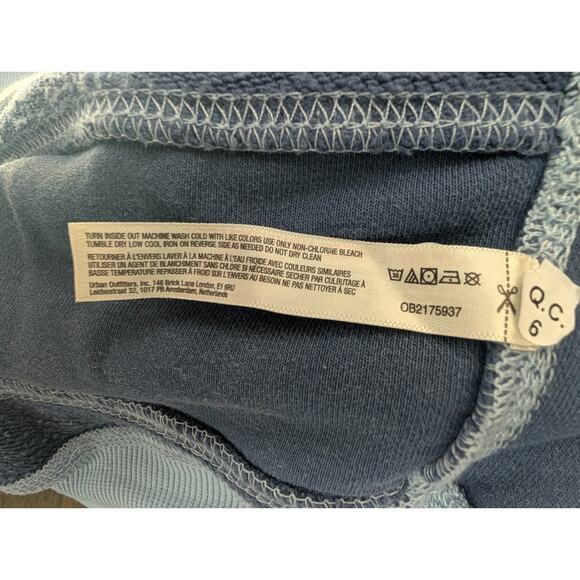 TURN INSIDE OUT MACHINE WASH COLD WITH LIKE COLORS USE ONLY NON-CHLORINE BLEACH
TUMBLE DRY LOW COOL IRON ON REVERSE SIDE AS NEEDED DO NOT DRY CLEAN
RETOURNER À L'ENVERS LAVER À LA MACHINE À L'EAU FROIDE AVEC COULEURS SIMILAIRES
UTILISER UN AGENT DE BLANCHIMENT SANS CHLORE SI NÉCESSAIRE SÉCHER PAR CULBUTAGE À
BASSE TEMPÉRATURE REPASSER À FROID SUR L'ENVERS AU BESOIN NE PAS NETTOYER À SEC
Urban Outfitters, Inc. 146 Brick Lane London, E1 6RU
Leidsestraat 32, 1017 PB Amsterdam, Netherlands
OB2175937
Q.C.
6